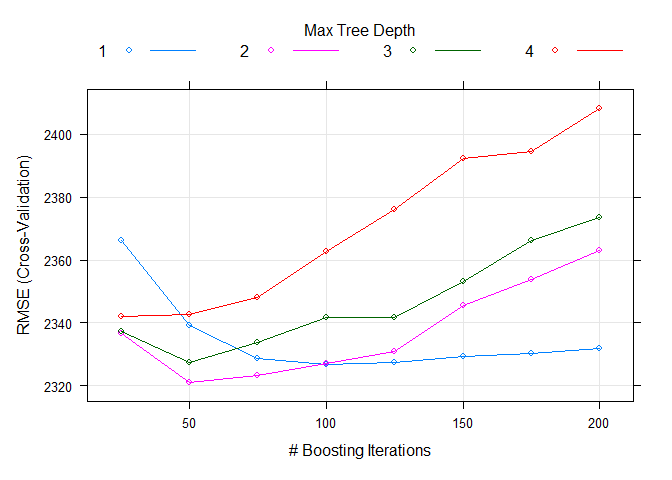 Max Tree Depth
1 2 3 4
RMSE (Cross-Validation)
2400
2380
2360
2340
2320
50 100 150 200
# Boosting Iterations